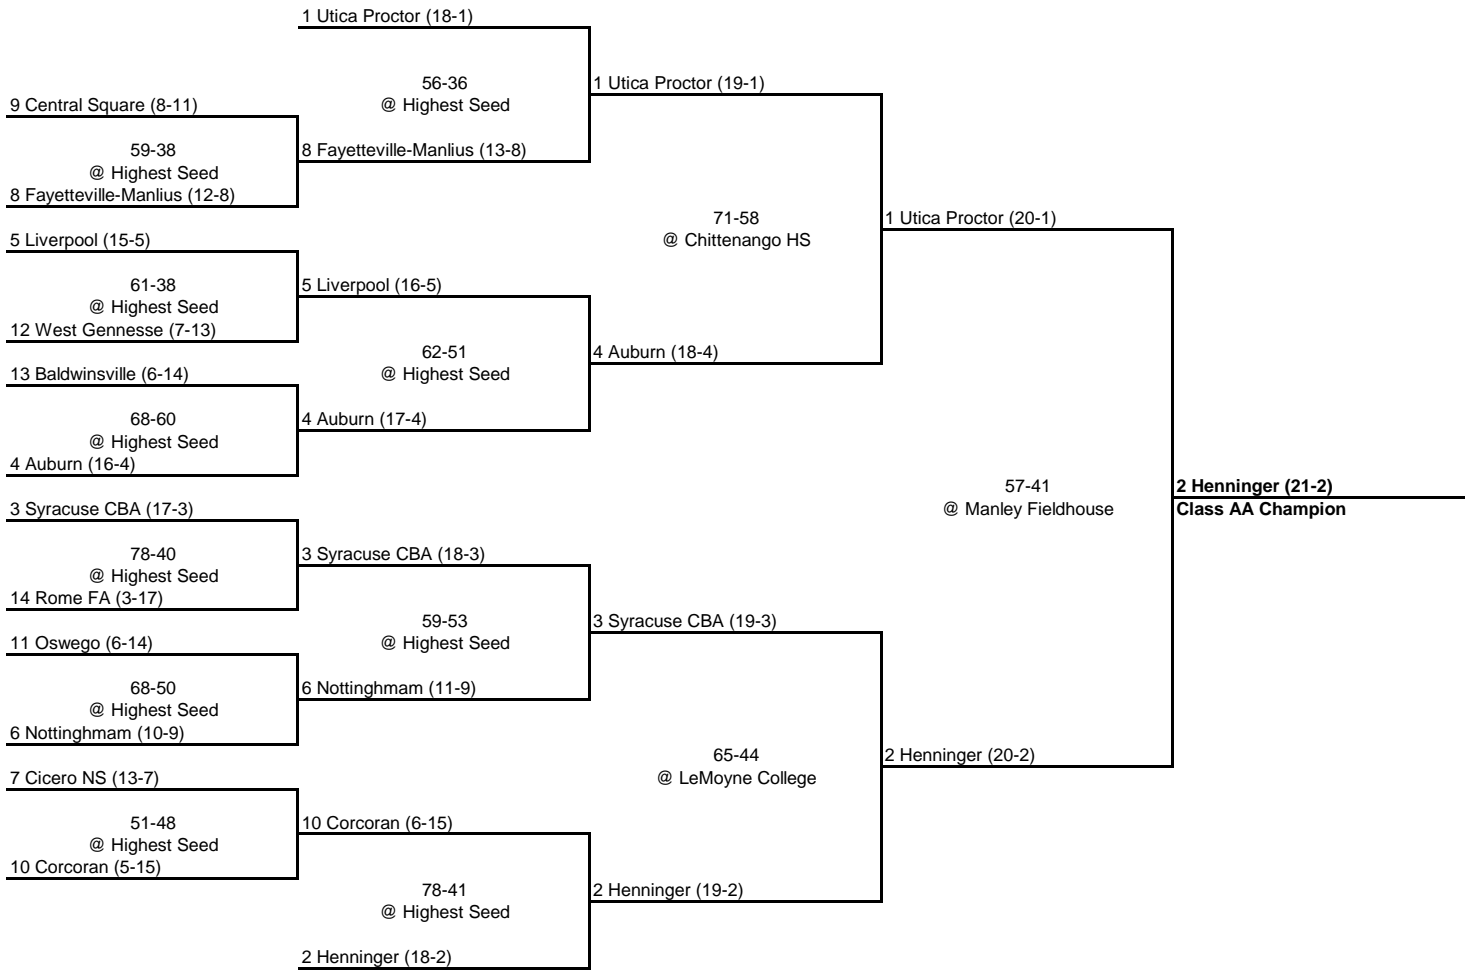 1 Utica Proctor (18-1)
56-36
@ Highest Seed
1 Utica Proctor (19-1)
9 Central Square (8-11)
59-38
@ Highest Seed
8 Fayetteville-Manlius (13-8)
8 Fayetteville-Manlius (12-8)
71-58
@ Chittenango HS
1 Utica Proctor (20-1)
5 Liverpool (15-5)
61-38
@ Highest Seed
5 Liverpool (16-5)
12 West Gennesse (7-13)
62-51
@ Highest Seed
4 Auburn (18-4)
13 Baldwinsville (6-14)
68-60
@ Highest Seed
4 Auburn (17-4)
4 Auburn (16-4)
57-41
@ Manley Fieldhouse
2 Henninger (21-2)
Class AA Champion
3 Syracuse CBA (17-3)
78-40
@ Highest Seed
3 Syracuse CBA (18-3)
14 Rome FA (3-17)
59-53
@ Highest Seed
3 Syracuse CBA (19-3)
11 Oswego (6-14)
68-50
@ Highest Seed
6 Nottinghmam (11-9)
6 Nottinghmam (10-9)
65-44
@ LeMoyne College
2 Henninger (20-2)
7 Cicero NS (13-7)
51-48
@ Highest Seed
10 Corcoran (6-15)
10 Corcoran (5-15)
78-41
@ Highest Seed
2 Henninger (19-2)
2 Henninger (18-2)